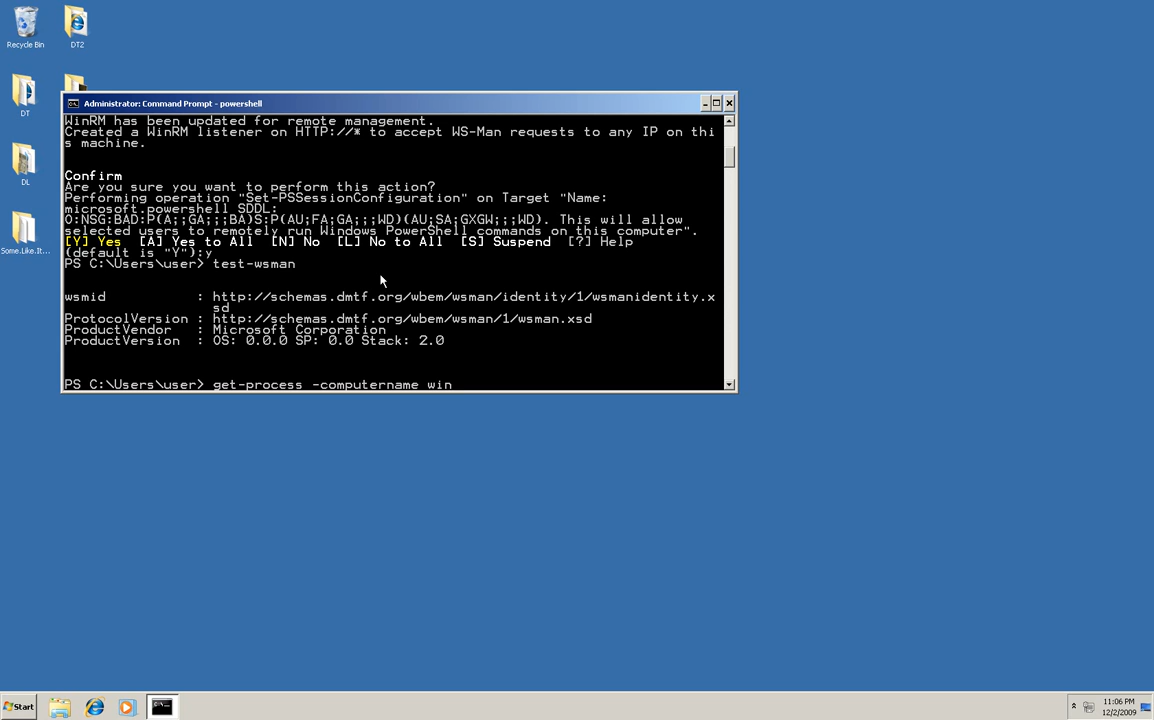 Recycle Bin
DT2
DT
DL
Some.Like.It...
Administrator: Command Prompt - powershell
WinRM has been updated for remote management.
Created a WinRM listener on HTTP://* to accept WS-Man requests to any IP on thi
s machine.
Confirm
Are you sure you want to perform this action?
Performing operation "Set-PSSessionConfiguration" on Target "Name:
microsoft.powershell SDDL:
O:NSG:BAD:P(A;;GA;;;BA)S:P(AU;FA;GA;;;WD)(AU;SA;GXGW;;;WD). This will allow
selected users to remotely run Windows PowerShell commands on this computer".
[Y] Yes  [A] Yes to All  [N] No  [L] No to All  [S] Suspend  [?] Help
(default is "Y"):y
PS C:\Users\user> test-wsman
wsmid           : http://schemas.dmtf.org/wbem/wsman/identity/1/wsmanidentity.x
sd
ProtocolVersion : http://schemas.dmtf.org/wbem/wsman/1/wsman.xsd
ProductVendor   : Microsoft Corporation
ProductVersion  : OS: 0.0.0 SP: 0.0 Stack: 2.0
PS C:\Users\user> get-process -computername win
Start
11:06 PM
12/2/2009